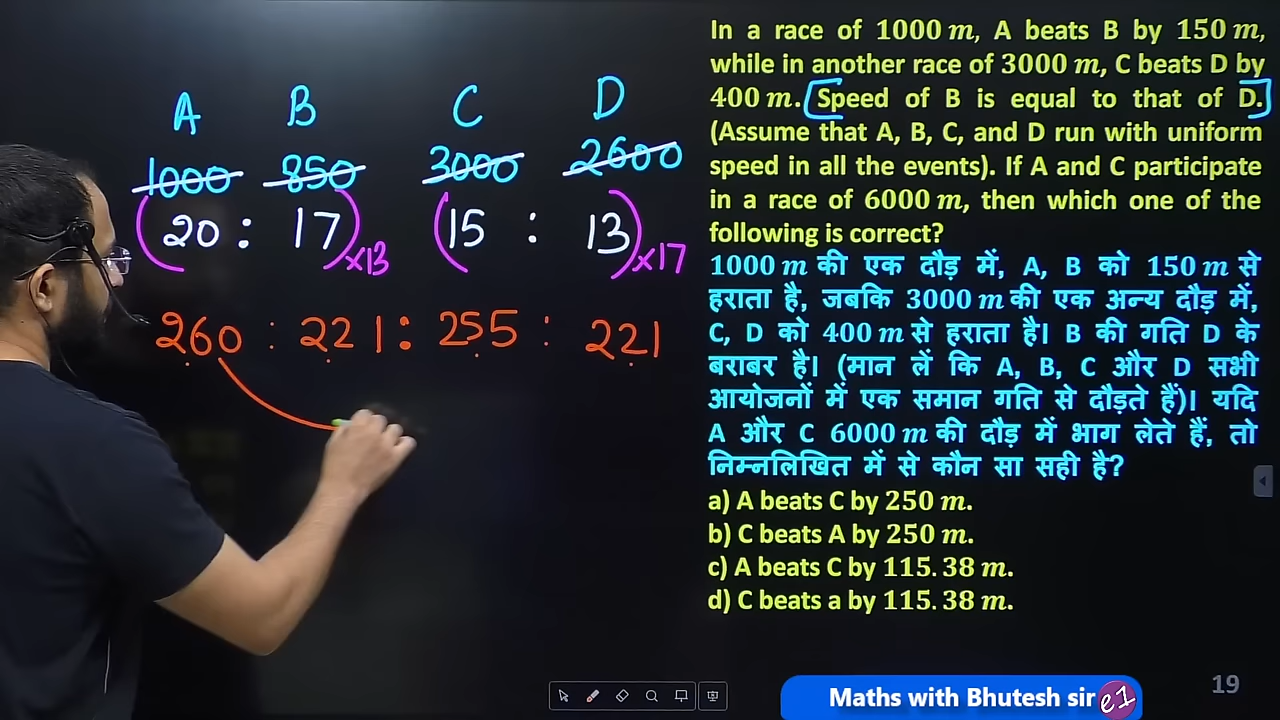 A B C D
1000 850 3000 2600
(20 : 17)×13 (15 : 13)×17
260 : 221 : 255 : 221
In a race of 1000 m, A beats B by 150 m,
while in another race of 3000 m, C beats D by
400 m. [Speed of B is equal to that of D.]
(Assume that A, B, C, and D run with uniform
speed in all the events). If A and C participate
in a race of 6000 m, then which one of the
following is correct?
1000 m की एक दौड़ में, A, B को 150 m से
हराता है, जबकि 3000 m की एक अन्य दौड़ में,
C, D को 400 m से हराता है। B की गति D के
बराबर है। (मान लें कि A, B, C और D सभी
आयोजनों में एक समान गति से दौड़ते हैं)। यदि
A और C 6000 m की दौड़ में भाग लेते हैं, तो
निम्नलिखित में से कौन सा सही है?
a) A beats C by 250 m.
b) C beats A by 250 m.
c) A beats C by 115. 38 m.
d) C beats a by 115. 38 m.
Maths with Bhutesh sir e1
19